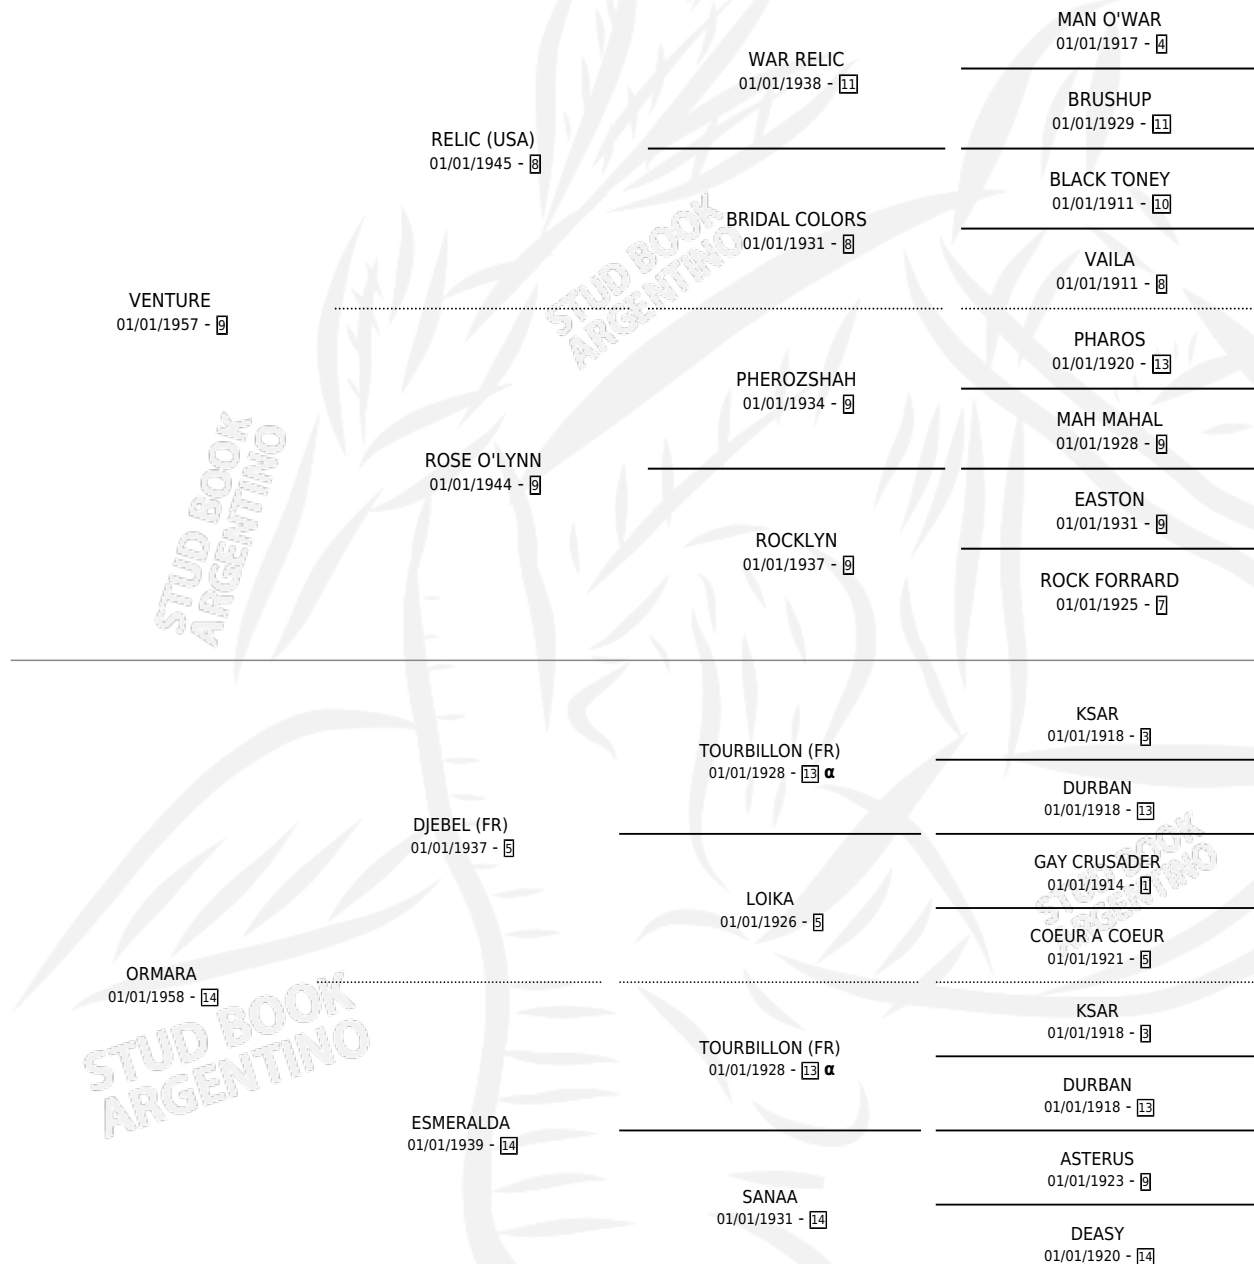 MAN O'WAR
01/01/1917 - 4
WAR RELIC
01/01/1938 - 11
BRUSHUP
01/01/1929 - 11
RELIC (USA)
01/01/1945 - 8
BLACK TONEY
01/01/1911 - 10
BRIDAL COLORS
01/01/1931 - 8
VAILA
01/01/1911 - 8
STUD BOOK
ARGENTINO
VENTURE
01/01/1957 - 9
PHAROS
01/01/1920 - 13
PHEROZSHAH
01/01/1934 - 9
MAH MAHAL
01/01/1928 - 9
ROSE O'LYNN
01/01/1944 - 9
EASTON
01/01/1931 - 9
ROCKLYN
01/01/1937 - 9
ROCK FORRARD
01/01/1925 - 7
STUD BOOK
ARGENTINO
KSAR
01/01/1918 - 3
TOURBILLON (FR)
01/01/1928 - 13 α
DURBAN
01/01/1918 - 13
DJEBEL (FR)
01/01/1937 - 5
GAY CRUSADER
01/01/1914 - 1
LOIKA
01/01/1926 - 5
COEUR A COEUR
01/01/1921 - 5
STUD BOOK
ARGENTINO
ORMARA
01/01/1958 - 14
STUD BOOK
ARGENTINO
KSAR
01/01/1918 - 3
TOURBILLON (FR)
01/01/1928 - 13 α
DURBAN
01/01/1918 - 13
ESMERALDA
01/01/1939 - 14
ASTERUS
01/01/1923 - 9
SANAA
01/01/1931 - 14
DEASY
01/01/1920 - 14